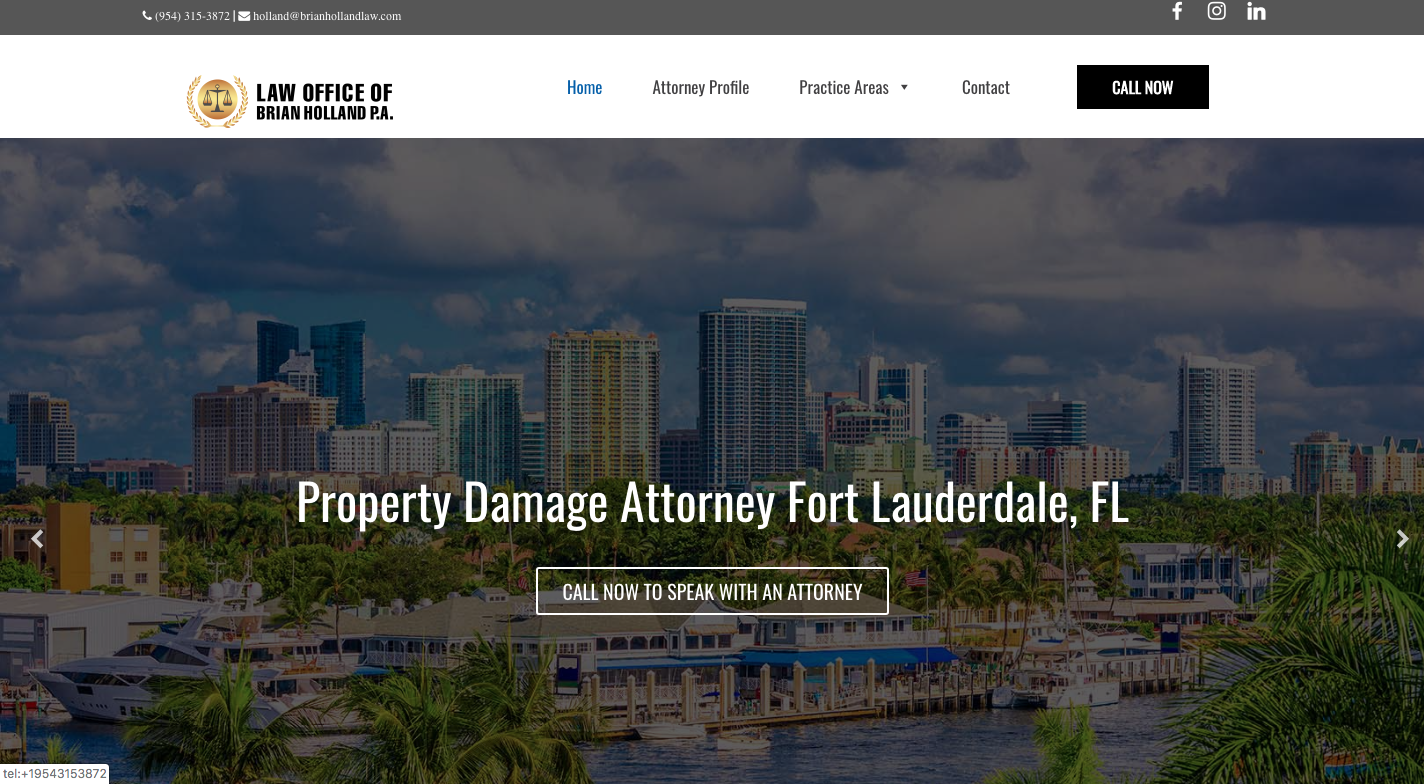 (954) 315-3872 | holland@brianhollandlaw.com
LAW OFFICE OF
BRIAN HOLLAND P.A.
Home Attorney Profile Practice Areas Contact CALL NOW
Property Damage Attorney Fort Lauderdale, FL
CALL NOW TO SPEAK WITH AN ATTORNEY
tel:+19543153872